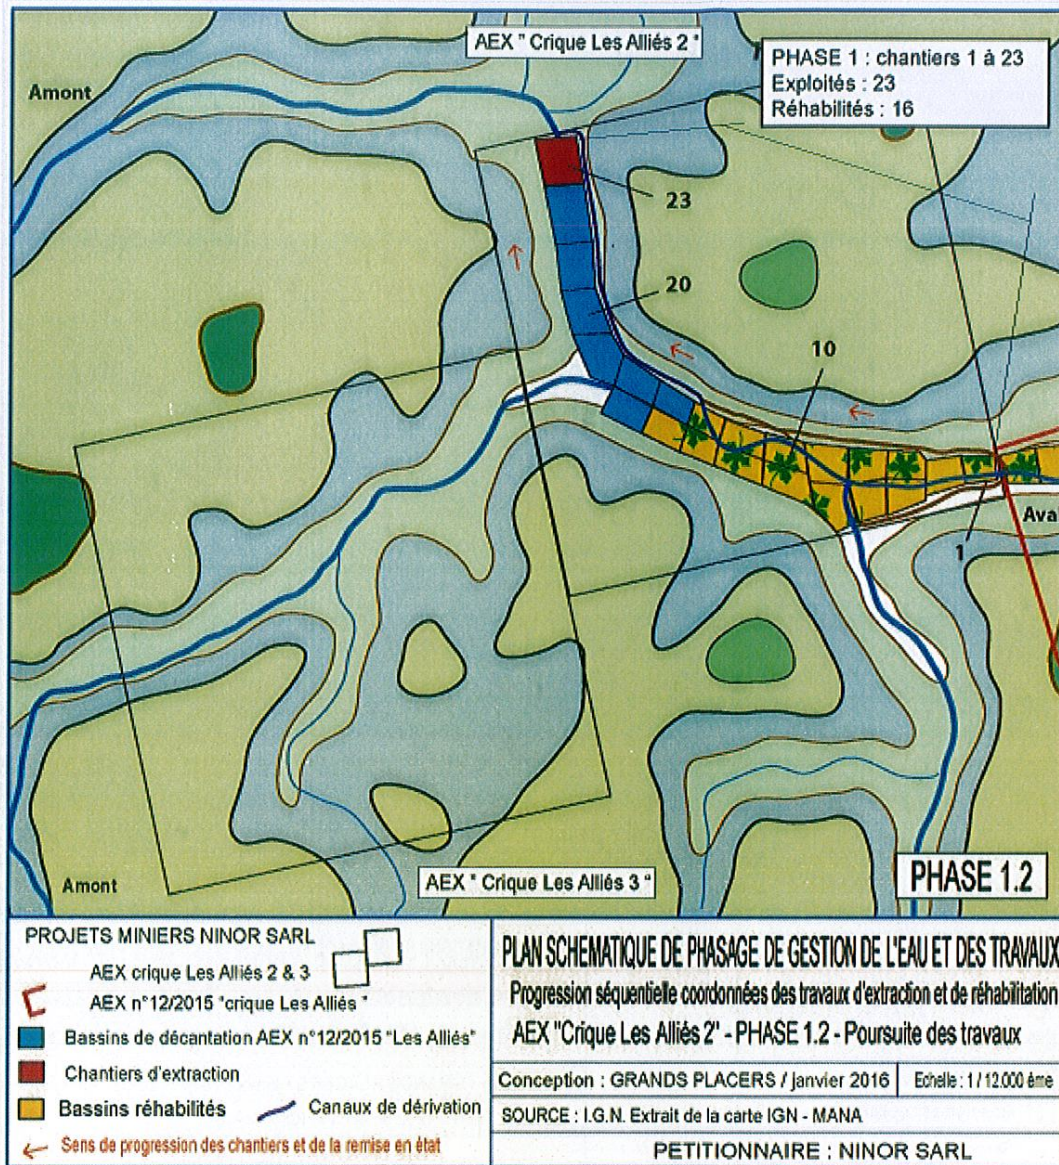 AEX " Crique Les Alliés 2 "
PHASE 1 : chantiers 1 à 23
Exploités : 23
Réhabilités : 16
Amont
23
20
10
1
Aval
Amont
AEX " Crique Les Alliés 3 "
PHASE 1.2
PROJETS MINIERS NINOR SARL
AEX crique Les Alliés 2 & 3
AEX n°12/2015 "crique Les Alliés "
Bassins de décantation AEX n°12/2015 "Les Alliés"
Chantiers d'extraction
Bassins réhabilités
Canaux de dérivation
Sens de progression des chantiers et de la remise en état
PLAN SCHEMATIQUE DE PHASAGE DE GESTION DE L'EAU ET DES TRAVAUX
Progression séquentielle coordonnées des travaux d'extraction et de réhabilitation
AEX "Crique Les Alliés 2" - PHASE 1.2 - Poursuite des travaux
Conception : GRANDS PLACERS / janvier 2016
Echelle : 1 / 12.000 ème
SOURCE : I.G.N. Extrait de la carte IGN - MANA
PETITIONNAIRE : NINOR SARL